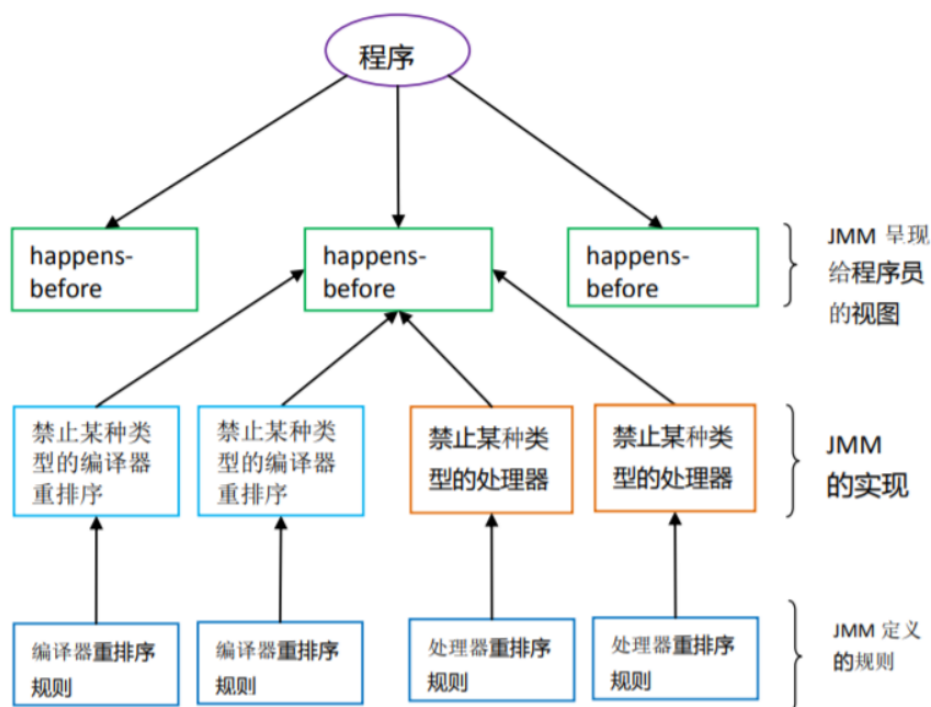 程序
happens-
before
happens-
before
happens-
before
JMM 呈现
给程序员
的视图
禁止某种类
型的编译器
重排序
禁止某种类
型的编译器
重排序
禁止某种类
型的处理器
禁止某种类
型的处理器
JMM
的实现
编译器重排序
规则
编译器重排序
规则
处理器重排序
规则
处理器重排序
规则
JMM 定义
的规则